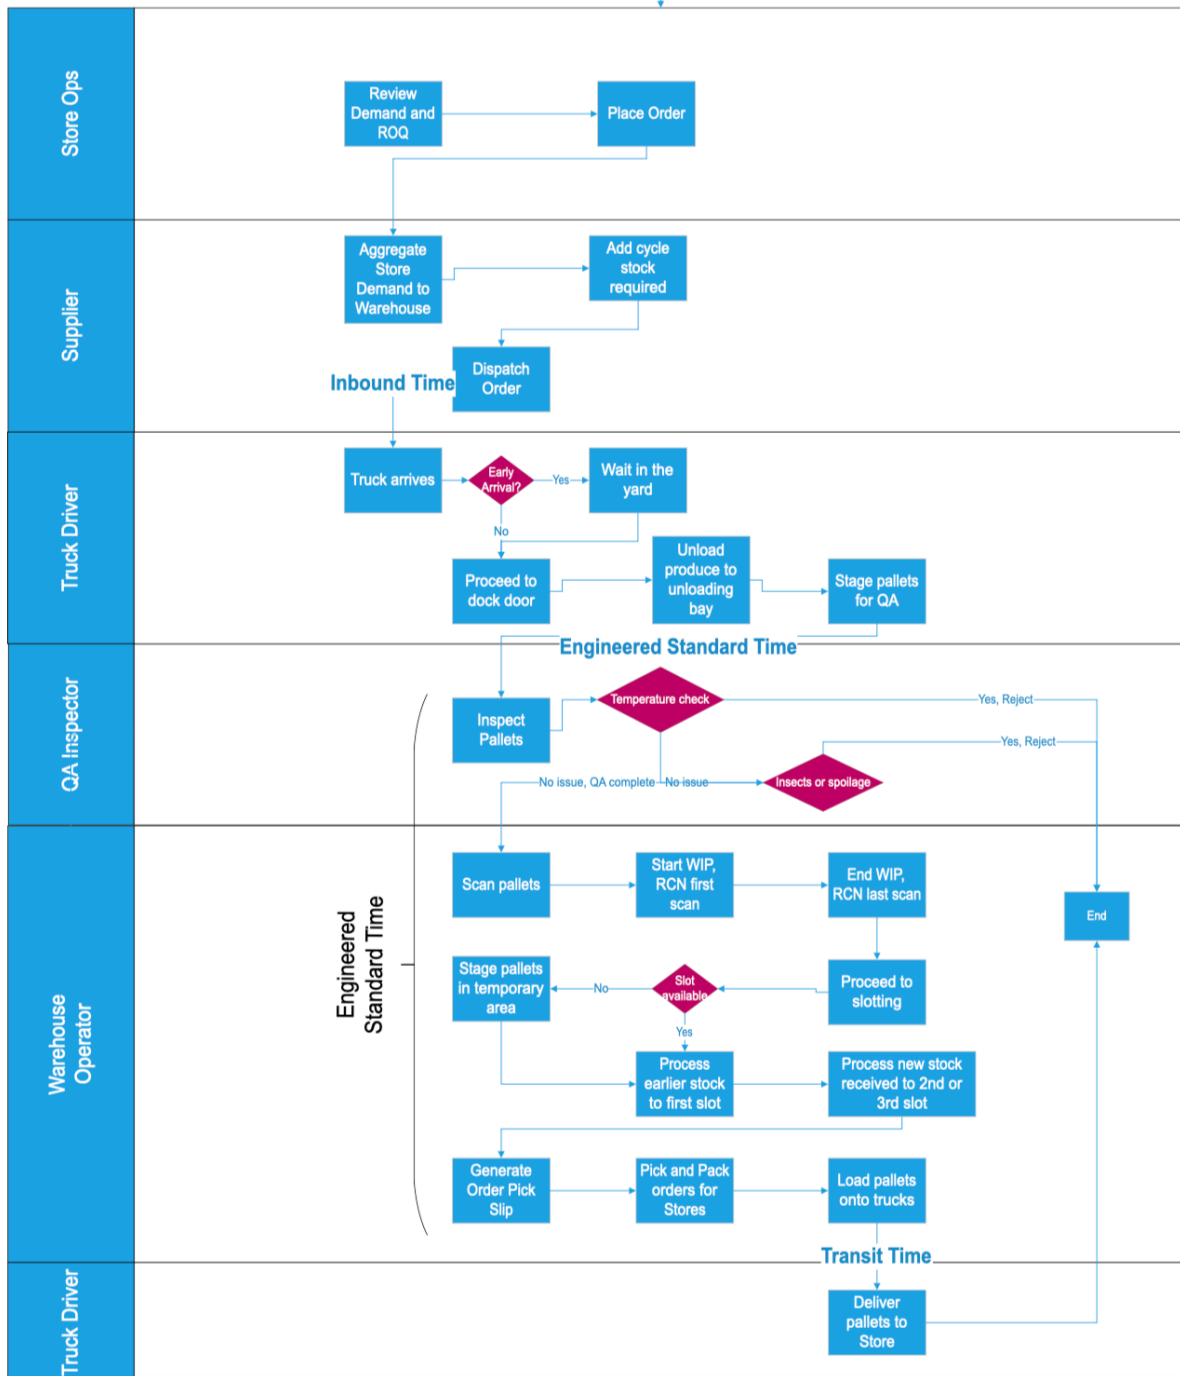 Store Ops
Review
Demand and
ROQ
Place Order
Supplier
Aggregate
Store
Demand to
Warehouse
Add cycle
stock
required
Dispatch
Order
Inbound Time
Truck Driver
Truck arrives
Early
Arrival?
Yes
Wait in the
yard
No
Proceed to
dock door
Unload
produce to
unloading
bay
Stage pallets
for QA
Engineered Standard Time
QA Inspector
Inspect
Pallets
Temperature check
Yes, Reject
Yes, Reject
No issue, QA complete
No issue
Insects or spoilage
Warehouse
Operator
Engineered
Standard Time
Scan pallets
Start WIP,
RCN first
scan
End WIP,
RCN last scan
End
Stage pallets
in temporary
area
No
Slot
available
Proceed to
slotting
Yes
Process
earlier stock
to first slot
Process new stock
received to 2nd or
3rd slot
Generate
Order Pick
Slip
Pick and Pack
orders for
Stores
Load pallets
onto trucks
Transit Time
Truck Driver
Deliver
pallets to
Store